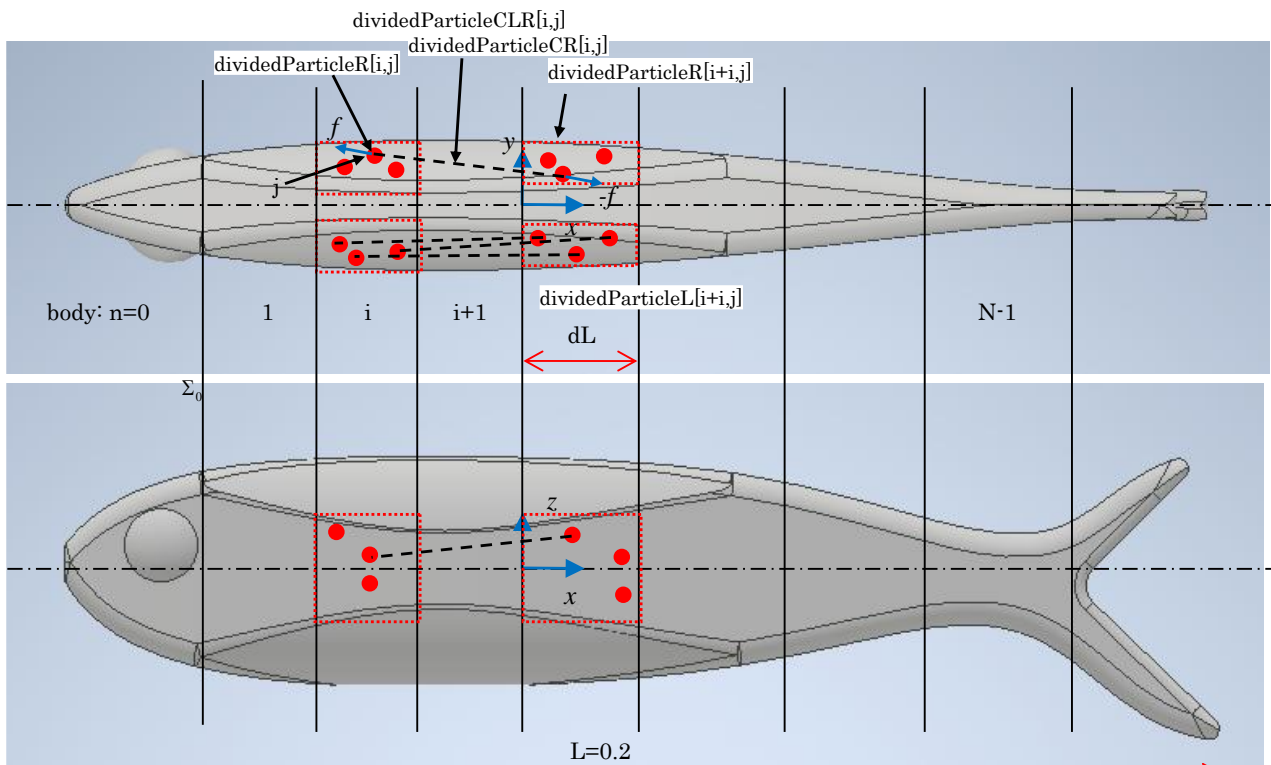 dividedParticleCLR[i,j]
dividedParticleCR[i,j]
dividedParticleR[i,j]
dividedParticleR[i+i,j]
f
y
j
-f
x
dividedParticleL[i+i,j]
body: n=0
1
i
i+1
N-1
dL
Σ0
z
x
L=0.2